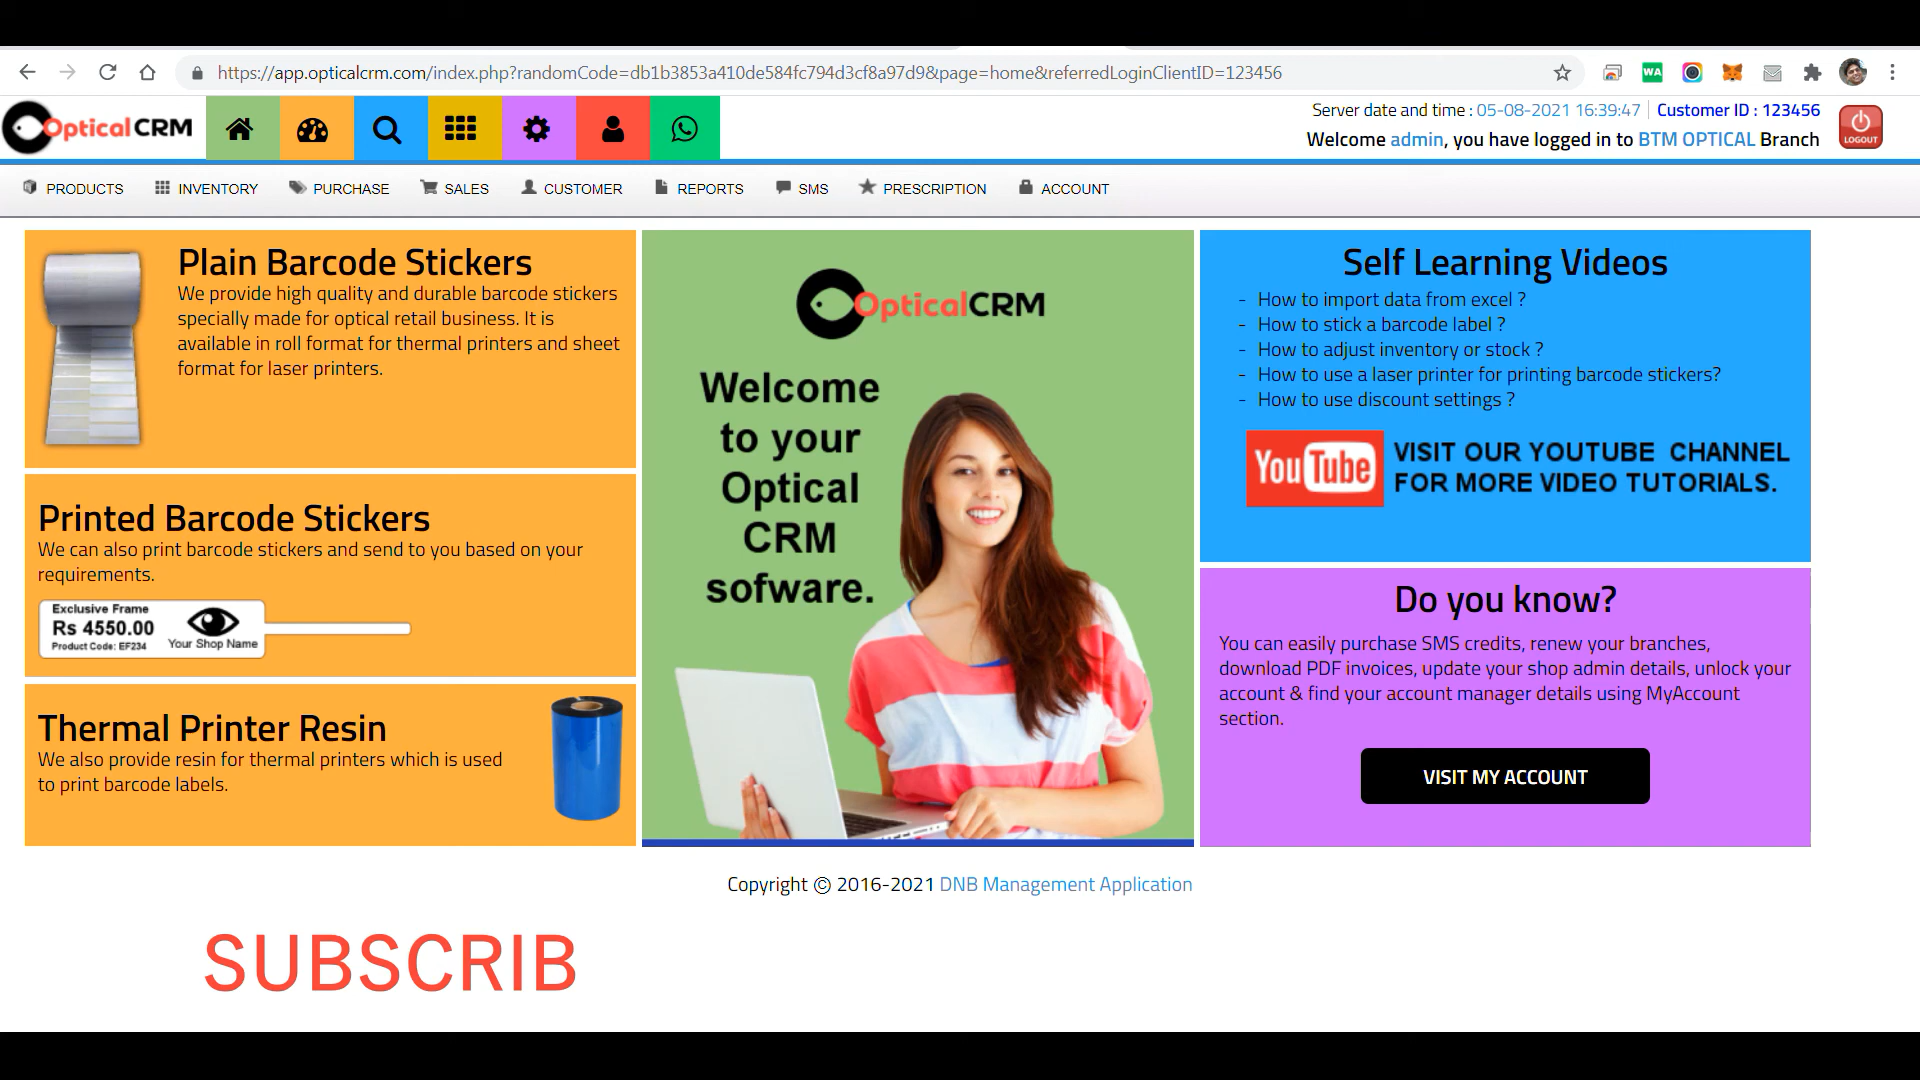 https://app.opticalcrm.com/index.php?randomCode=db1b3853a410de584fc794d3cf8a97d9&page=home&referredLoginClientID=123456
WA
Optical CRM
Server date and time : 05-08-2021 16:39:47 Customer ID : 123456
Welcome admin, you have logged in to BTM OPTICAL Branch
LOGOUT
PRODUCTS INVENTORY PURCHASE SALES CUSTOMER REPORTS SMS PRESCRIPTION ACCOUNT
Plain Barcode Stickers
We provide high quality and durable barcode stickers
specially made for optical retail business. It is
available in roll format for thermal printers and sheet
format for laser printers.
Printed Barcode Stickers
We can also print barcode stickers and send to you based on your
requirements.
Exclusive Frame
Rs 4550.00
Product Code: EF234
Your Shop Name
Thermal Printer Resin
We also provide resin for thermal printers which is used
to print barcode labels.
OpticalCRM
Welcome
to your
Optical
CRM
sofware.
Self Learning Videos
- How to import data from excel ?
- How to stick a barcode label ?
- How to adjust inventory or stock ?
- How to use a laser printer for printing barcode stickers?
- How to use discount settings ?
YouTube
VISIT OUR YOUTUBE CHANNEL
FOR MORE VIDEO TUTORIALS.
Do you know?
You can easily purchase SMS credits, renew your branches,
download PDF invoices, update your shop admin details, unlock your
account & find your account manager details using MyAccount
section.
VISIT MY ACCOUNT
Copyright © 2016-2021 DNB Management Application
SUBSCRIB